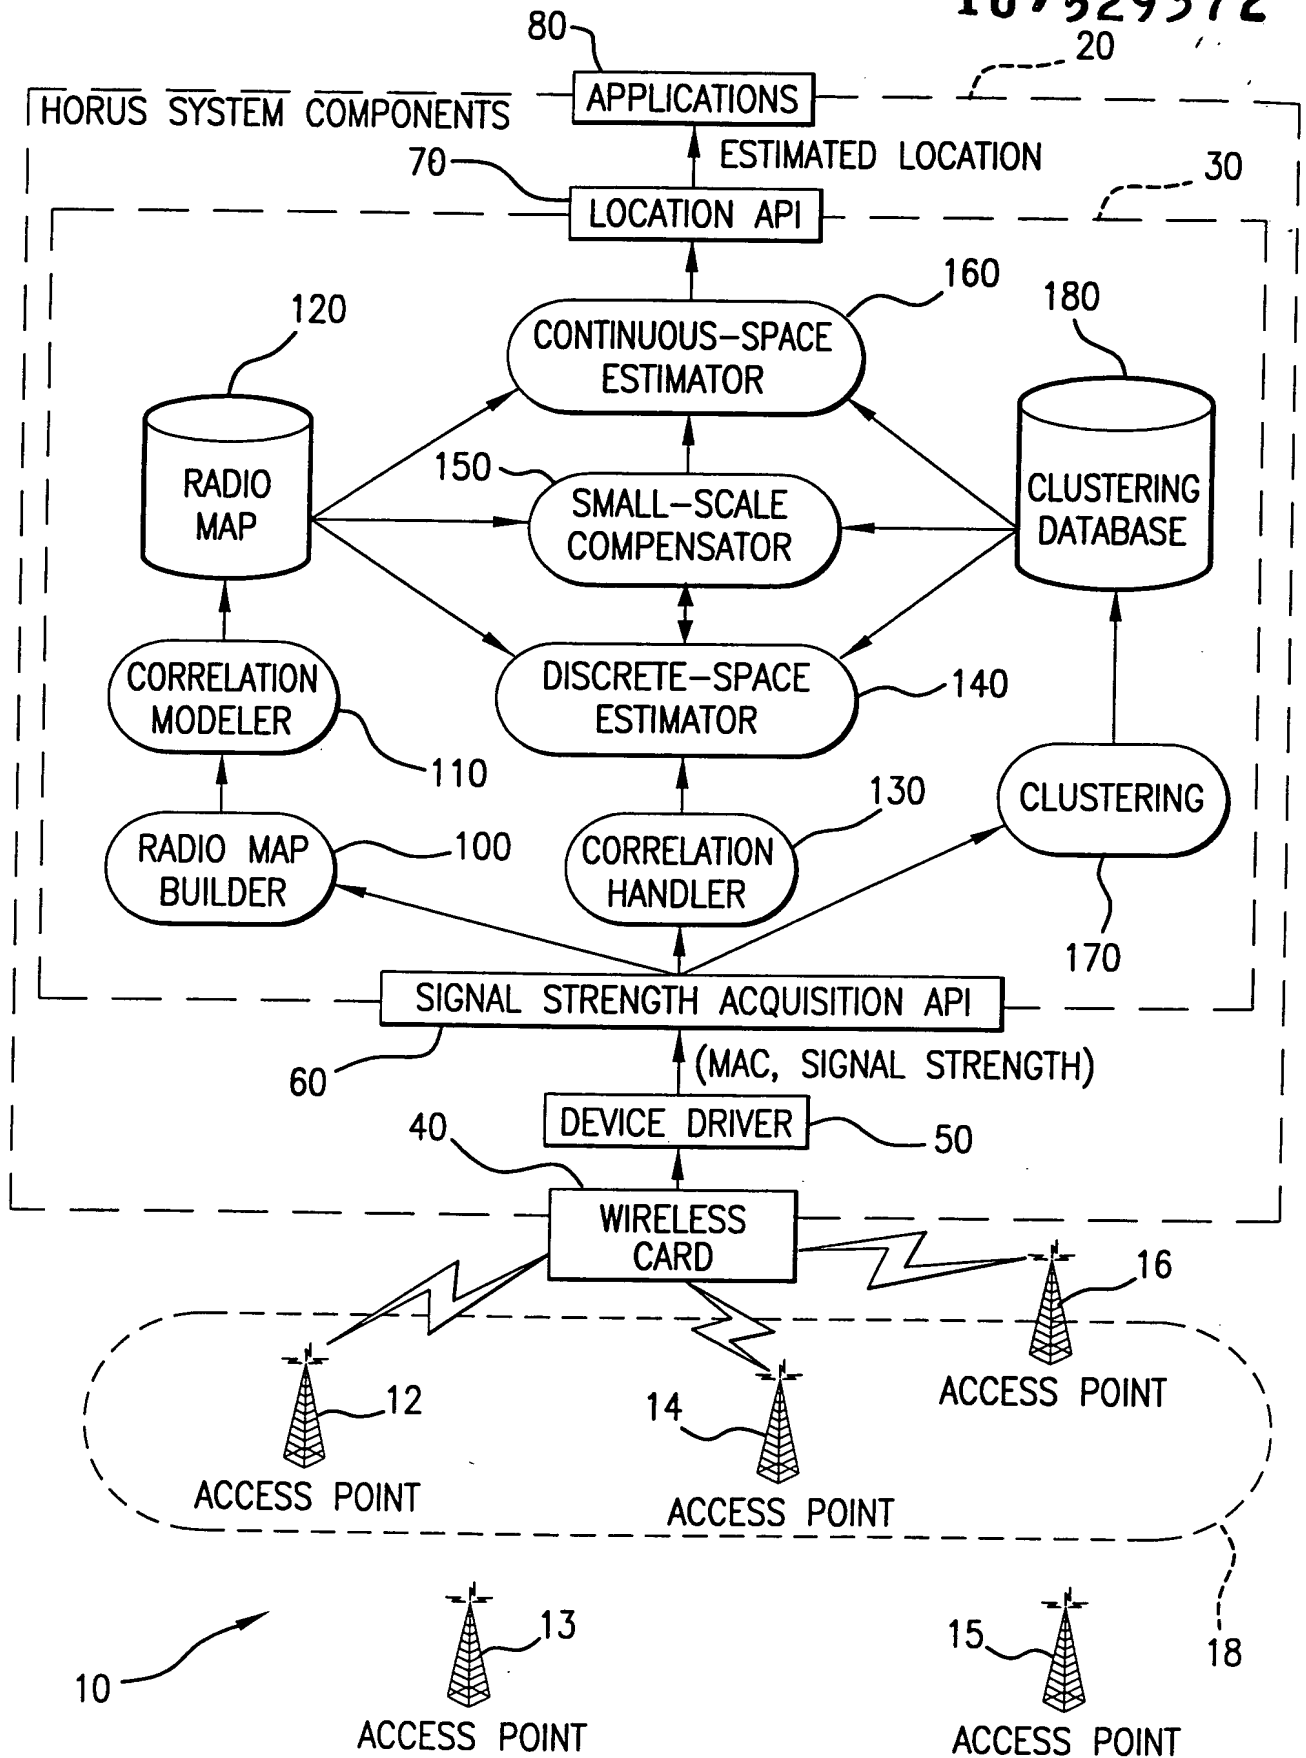 80
20
APPLICATIONS
HORUS SYSTEM COMPONENTS
ESTIMATED LOCATION
70
30
LOCATION API
160
120
180
CONTINUOUS-SPACE
ESTIMATOR
150
RADIO
MAP
SMALL-SCALE
COMPENSATOR
CLUSTERING
DATABASE
CORRELATION
MODELER
DISCRETE-SPACE
ESTIMATOR
140
110
130
CLUSTERING
RADIO MAP
BUILDER
100
CORRELATION
HANDLER
170
SIGNAL STRENGTH ACQUISITION API
60
(MAC, SIGNAL STRENGTH)
40
DEVICE DRIVER
50
WIRELESS
CARD
16
ACCESS POINT
12
14
ACCESS POINT
ACCESS POINT
13
15
18
10
ACCESS POINT
ACCESS POINT